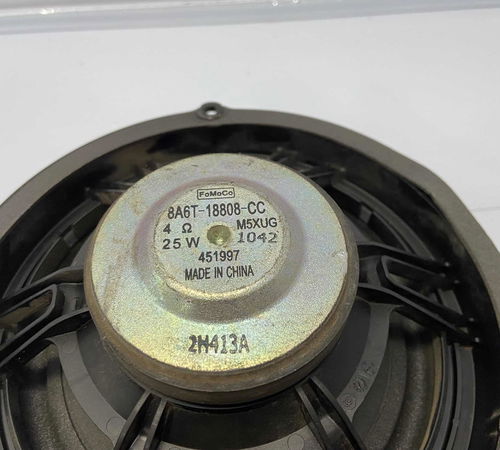 FoMoCo
8A6T-18808-CC
4 Ω M5XUG
25 W 1042
451997
MADE IN CHINA
2H413A